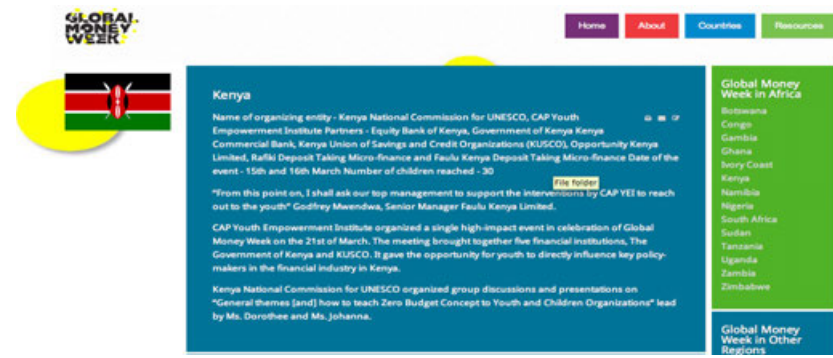 GLOBAL
MONEY
WEEK
Home
About
Countries
Resources
Kenya
Name of organizing entity - Kenya National Commission for UNESCO, CAP Youth
Empowerment Institute Partners - Equity Bank of Kenya, Government of Kenya Kenya
Commercial Bank, Kenya Union of Savings and Credit Organizations (KUSCO), Opportunity Kenya
Limited, Rafiki Deposit Taking Micro-finance and Faulu Kenya Deposit Taking Micro-finance Date of the
event - 15th and 16th March Number of children reached - 30
File folder
"From this point on, I shall ask our top management to support the interventions by CAP YEI to reach
out to the youth" Godfrey Mwendwa, Senior Manager Faulu Kenya Limited.
CAP Youth Empowerment Institute organized a single high-impact event in celebration of Global
Money Week on the 21st of March. The meeting brought together five financial institutions, The
Government of Kenya and KUSCO. It gave the opportunity for youth to directly influence key policy-
makers in the financial industry in Kenya.
Kenya National Commission for UNESCO organized group discussions and presentations on
"General themes [and] how to teach Zero Budget Concept to Youth and Children Organizations" lead
by Ms. Dorothee and Ms. Johanna.
Global Money
Week in Africa
Botswana
Congo
Gambia
Ghana
Ivory Coast
Kenya
Namibia
Nigeria
South Africa
Sudan
Tanzania
Uganda
Zambia
Zimbabwe
Global Money
Week in Other
Regions